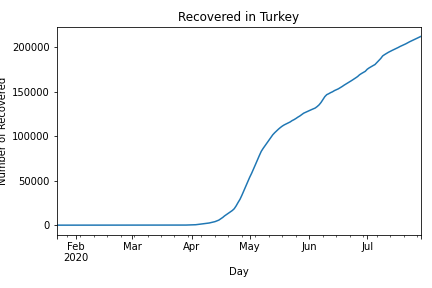 Recovered in Turkey
Number of Recovered
200000
150000
100000
50000
0
Feb Mar Apr May Jun Jul
2020
Day